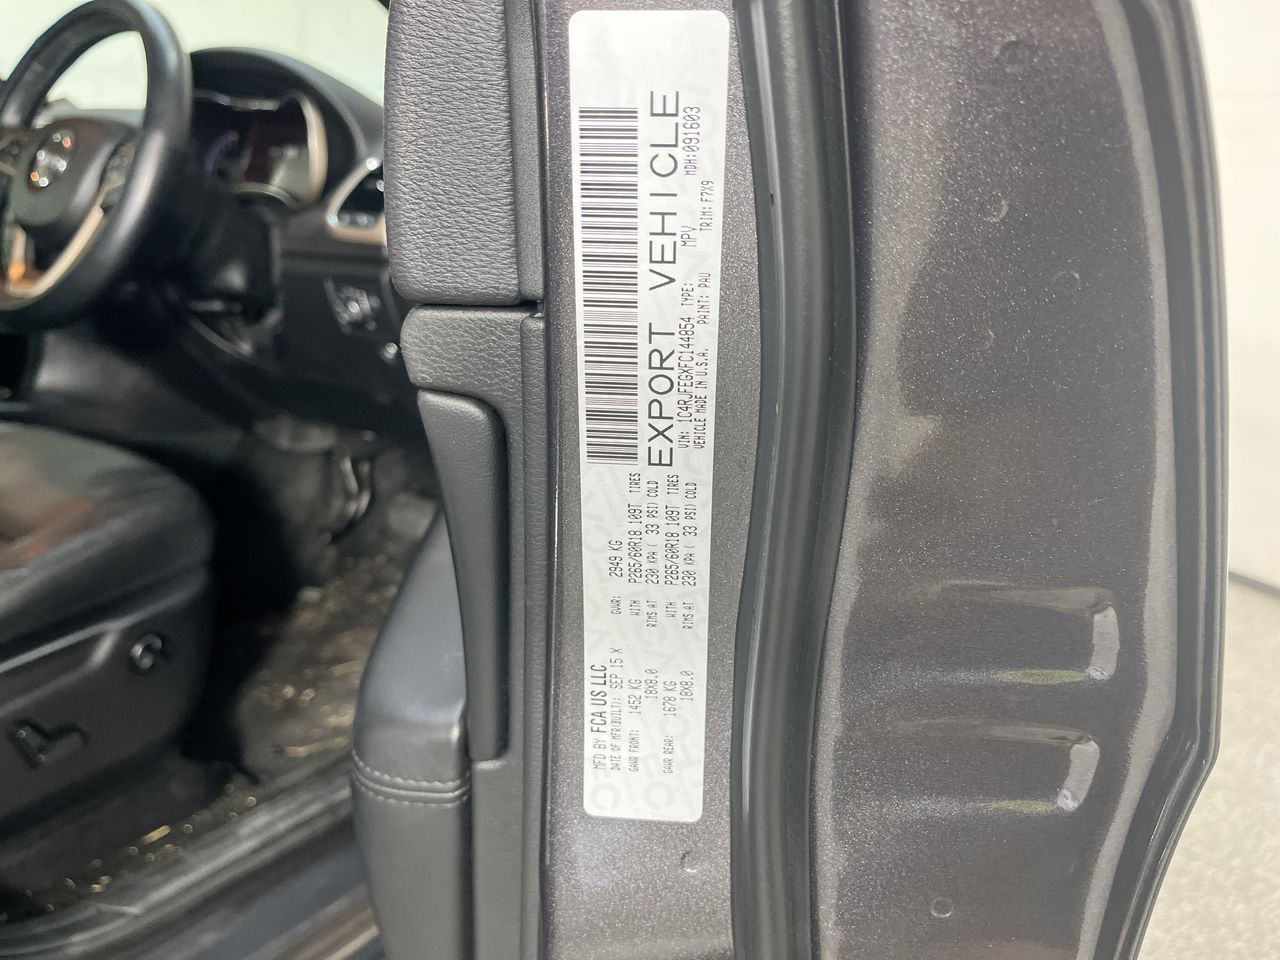 MFD BY FCA US LLC
DATE OF MFR(BUILT): SEP 15 X GVWR: 2949 KG
GAWR FRONT: 1452 KG WITH P265/60R18 109T TIRES
18X8.0 RIMS AT 230 KPA ( 33 PSI) COLD
GAWR REAR: 1678 KG WITH P265/60R18 109T TIRES
18X8.0 RIMS AT 230 KPA ( 33 PSI) COLD
EXPORT VEHICLE
VIN: 1C4RJFEGXFC144854 TYPE: MPV MDH:091603
VEHICLE MADE IN U.S.A. PAINT: PAU TRIM: F7X9